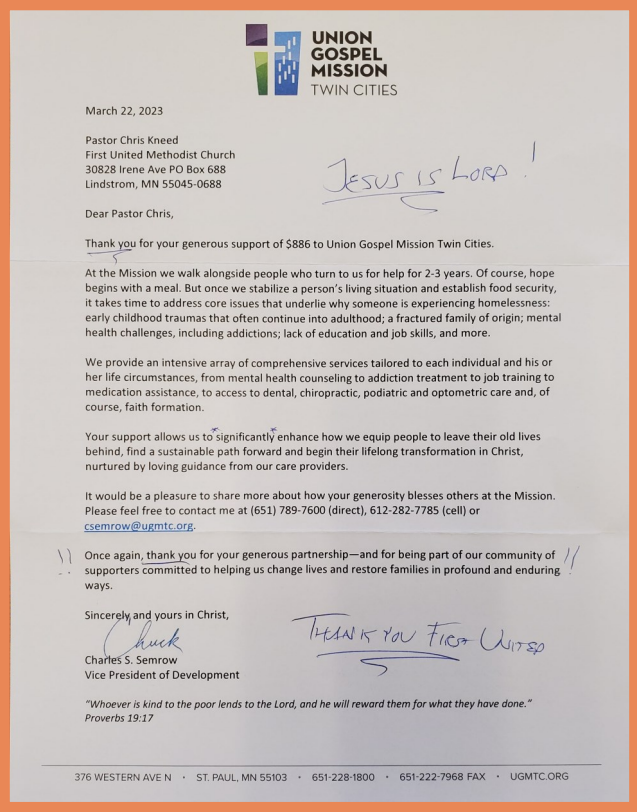 UNION
GOSPEL
MISSION
TWIN CITIES
March 22, 2023
Pastor Chris Kneed
First United Methodist Church
30828 Irene Ave PO Box 688
Lindstrom, MN 55045-0688
JESUS IS LORD!
Dear Pastor Chris,
Thank you for your generous support of $886 to Union Gospel Mission Twin Cities.
At the Mission we walk alongside people who turn to us for help for 2-3 years. Of course, hope
begins with a meal. But once we stabilize a person's living situation and establish food security,
it takes time to address core issues that underlie why someone is experiencing homelessness:
early childhood traumas that often continue into adulthood; a fractured family of origin; mental
health challenges, including addictions; lack of education and job skills, and more.
We provide an intensive array of comprehensive services tailored to each individual and his or
her life circumstances, from mental health counseling to addiction treatment to job training to
medication assistance, to access to dental, chiropractic, podiatric and optometric care and, of
course, faith formation.
Your support allows us to *significantly* enhance how we equip people to leave their old lives
behind, find a sustainable path forward and begin their lifelong transformation in Christ,
nurtured by loving guidance from our care providers.
It would be a pleasure to share more about how your generosity blesses others at the Mission.
Please feel free to contact me at (651) 789-7600 (direct), 612-282-7785 (cell) or
csemrow@ugmtc.org.
!! Once again, thank you for your generous partnership—and for being part of our community of !!
supporters committed to helping us change lives and restore families in profound and enduring
ways.
Sincerely and yours in Christ,
Chuck
THANK YOU FIRST UNITED
Charles S. Semrow
Vice President of Development
"Whoever is kind to the poor lends to the Lord, and he will reward them for what they have done."
Proverbs 19:17
376 WESTERN AVE N • ST. PAUL, MN 55103 • 651-228-1800 • 651-222-7968 FAX • UGMTC.ORG